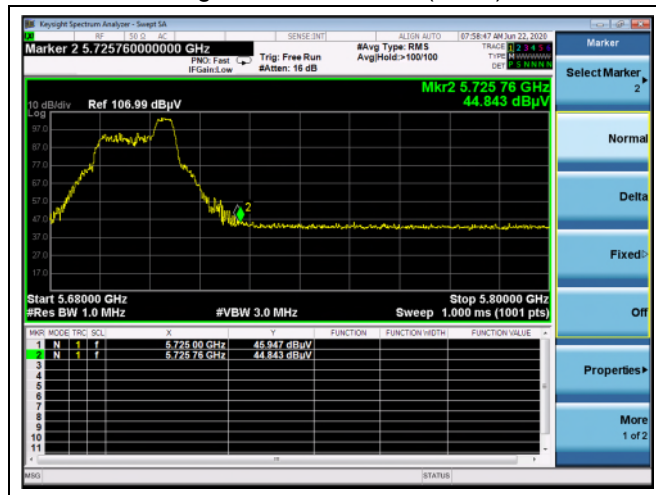 Keysight Spectrum Analyzer - Swept SA
RF 50 Ω AC SENSE:INT ALIGN AUTO 07:58:47 AM Jun 22, 2020
Marker 2 5.725760000000 GHz
PNO: Fast
IFGain:Low
Trig: Free Run
#Atten: 16 dB
#Avg Type: RMS
Avg|Hold:>100/100
TRACE 1 2 3 4 5 6
TYPE M
DET P S N N N N
Mkr2 5.725 76 GHz
44.843 dBµV
10 dB/div Ref 106.99 dBµV
Log
97.0
87.0
77.0
67.0
57.0
47.0
37.0
27.0
17.0
2
Start 5.68000 GHz
Stop 5.80000 GHz
#Res BW 1.0 MHz #VBW 3.0 MHz Sweep 1.000 ms (1001 pts)
MKR MODE TRC SCL X Y FUNCTION FUNCTION WIDTH FUNCTION VALUE
1 N 1 f 5.725 00 GHz 45.947 dBµV
2 N 1 f 5.725 76 GHz 44.843 dBµV
3
4
5
6
7
8
9
10
11
MSG STATUS
Marker
Select Marker
2
Normal
Delta
Fixed
Off
Properties
More
1 of 2